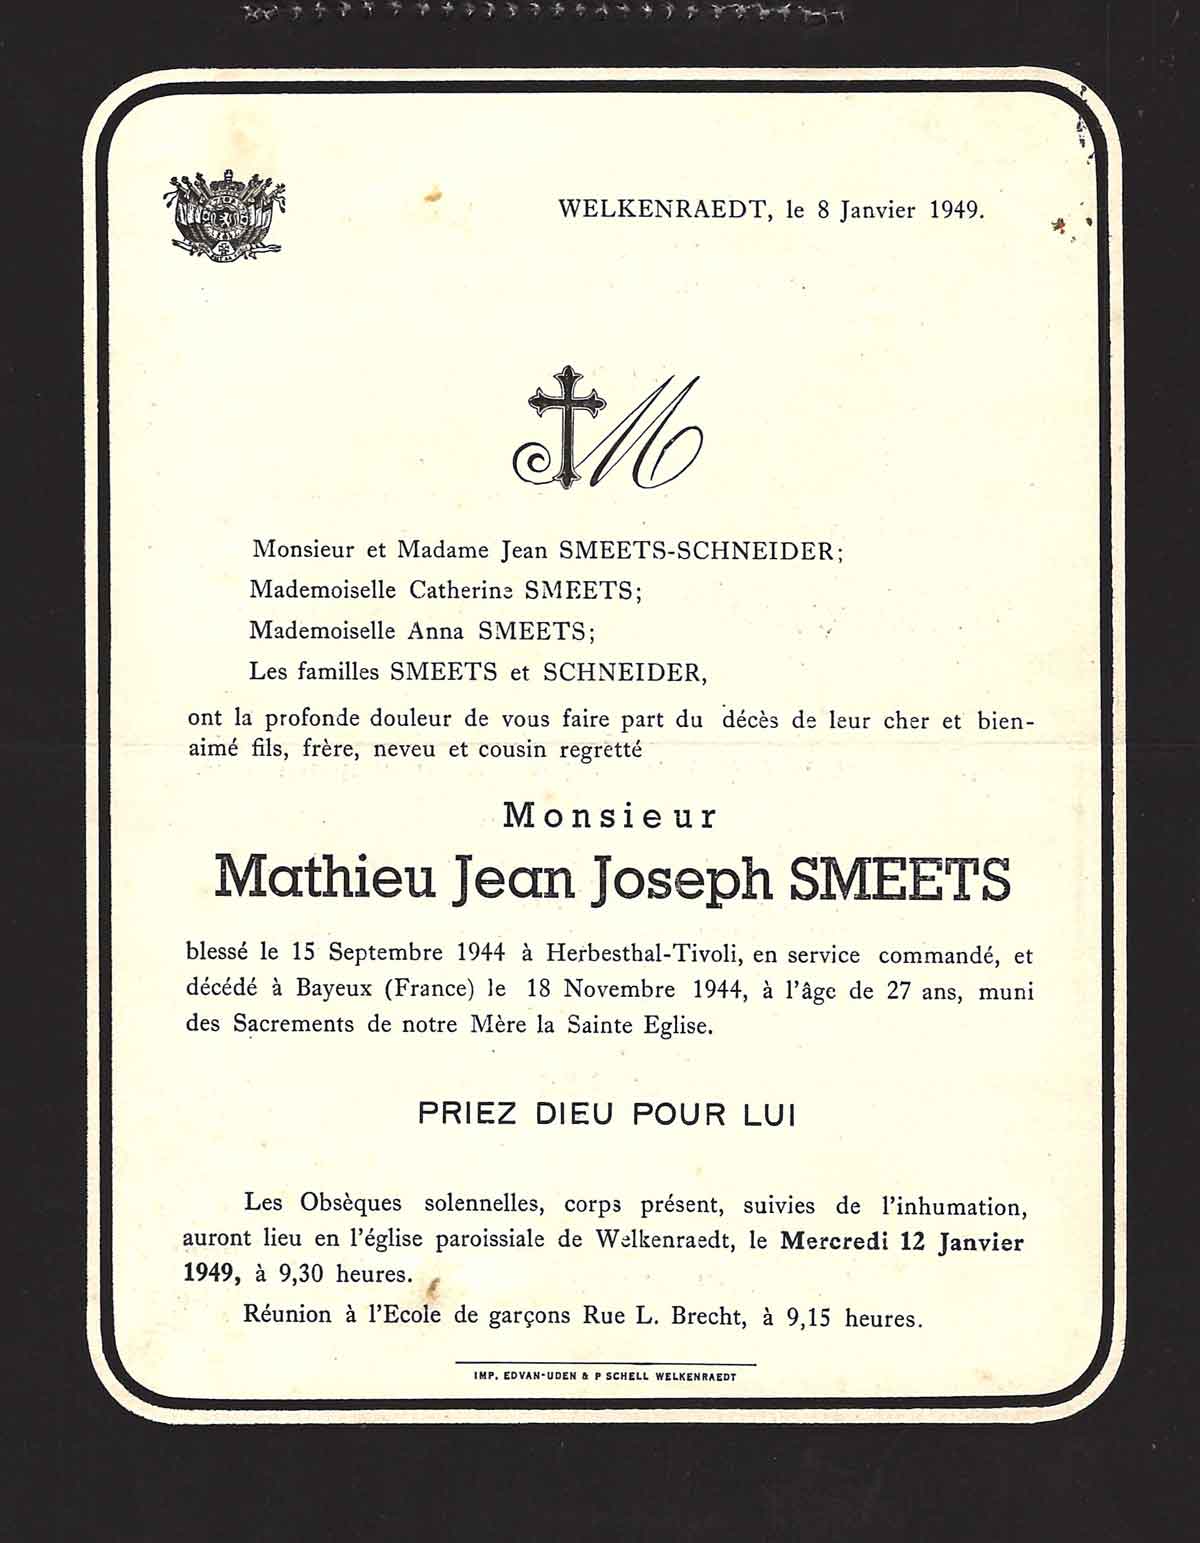 WELKENRAEDT, le 8 Janvier 1949.
M
Monsieur et Madame Jean SMEETS-SCHNEIDER;
Mademoiselle Catherine SMEETS;
Mademoiselle Anna SMEETS;
Les familles SMEETS et SCHNEIDER,
ont la profonde douleur de vous faire part du décès de leur cher et bien-
aimé fils, frère, neveu et cousin regretté
Monsieur
Mathieu Jean Joseph SMEETS
blessé le 15 Septembre 1944 à Herbesthal-Tivoli, en service commandé, et
décédé à Bayeux (France) le 18 Novembre 1944, à l'âge de 27 ans, muni
des Sacrements de notre Mère la Sainte Eglise.
PRIEZ DIEU POUR LUI
Les Obsèques solennelles, corps présent, suivies de l'inhumation,
auront lieu en l'église paroissiale de Welkenraedt, le Mercredi 12 Janvier
1949, à 9,30 heures.
Réunion à l'Ecole de garçons Rue L. Brecht, à 9,15 heures.
IMP. EDVAN-UDEN & P SCHELL WELKENRAEDT